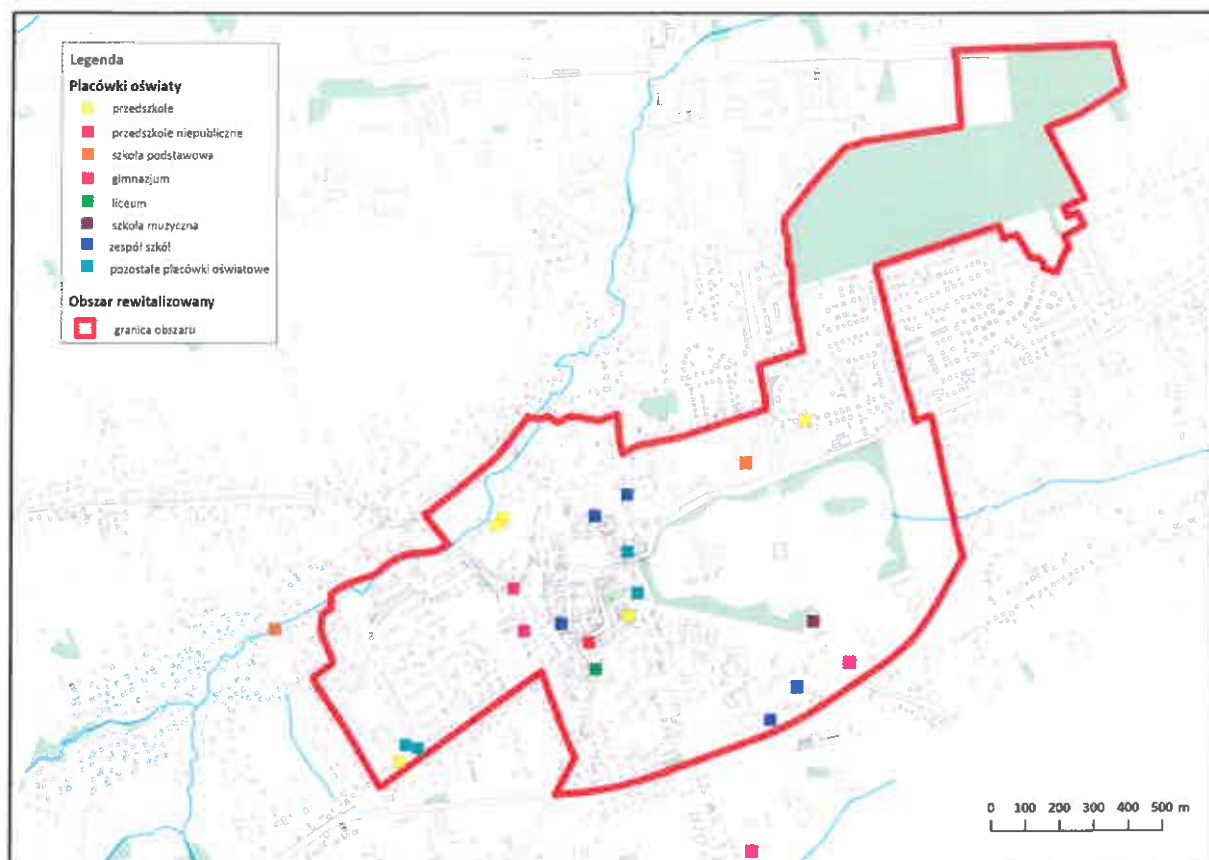 Legenda
Placówki oświaty
przedszkole
przedszkole niepubliczne
szkoła podstawowa
gimnazjum
liceum
szkoła muzyczna
zespół szkół
pozostałe placówki oświatowe
Obszar rewitalizowany
granica obszaru
0 100 200 300 400 500 m